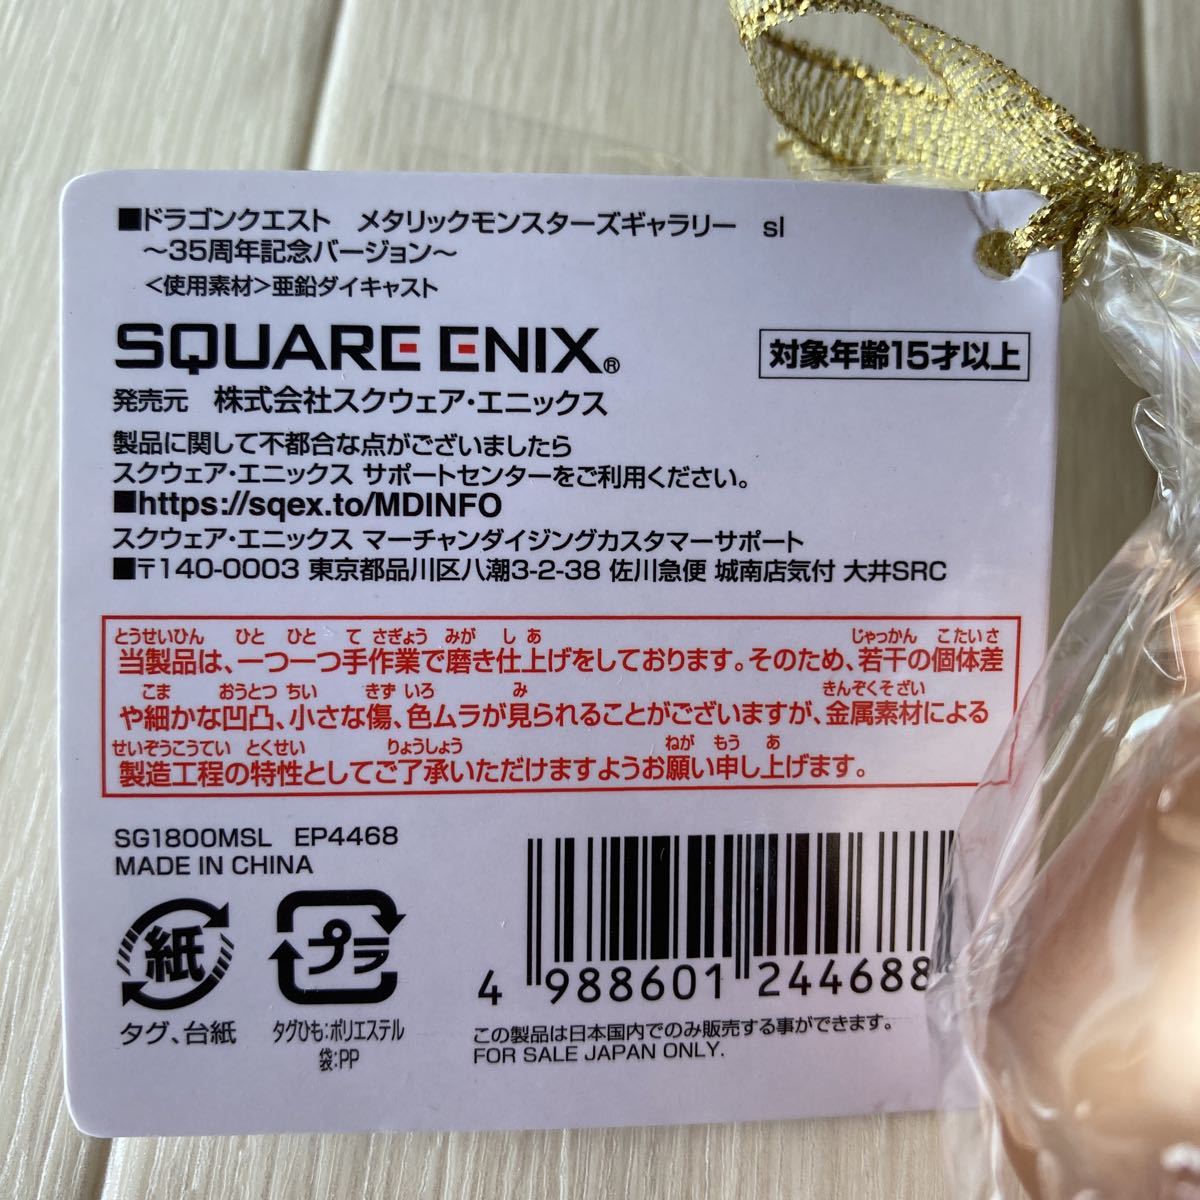 ■ドラゴンクエスト メタリックモンスターズギャラリー sl
～35周年記念バージョン～
<使用素材>亜鉛ダイキャスト
SQUARE ENIX®
対象年齢15才以上
発売元 株式会社スクウェア・エニックス
製品に関して不都合な点がございましたら
スクウェア・エニックス サポートセンターをご利用ください。
■https://sqex.to/MDINFO
スクウェア・エニックス マーチャンダイジングカスタマーサポート
■〒140-0003 東京都品川区八潮3-2-38 佐川急便 城南店気付 大井SRC
とうせいひん ひと ひと て さぎょう みが し あ じゃっかん こたいさ
当製品は、一つ一つ手作業で磨き仕上げをしております。そのため、若干の個体差
こま おうとつ ちい きず いろ み きんぞくそざい
や細かな凹凸、小さな傷、色ムラが見られることがございますが、金属素材による
せいぞうこうてい とくせい りょうしょう ねが もう あ
製造工程の特性としてご了承いただけますようお願い申し上げます。
SG1800MSL EP4468
MADE IN CHINA
紙
タグ、台紙
プラ
タグひも:ポリエステル
袋:PP
4 988601 244688
この製品は日本国内でのみ販売する事ができます。
FOR SALE JAPAN ONLY.